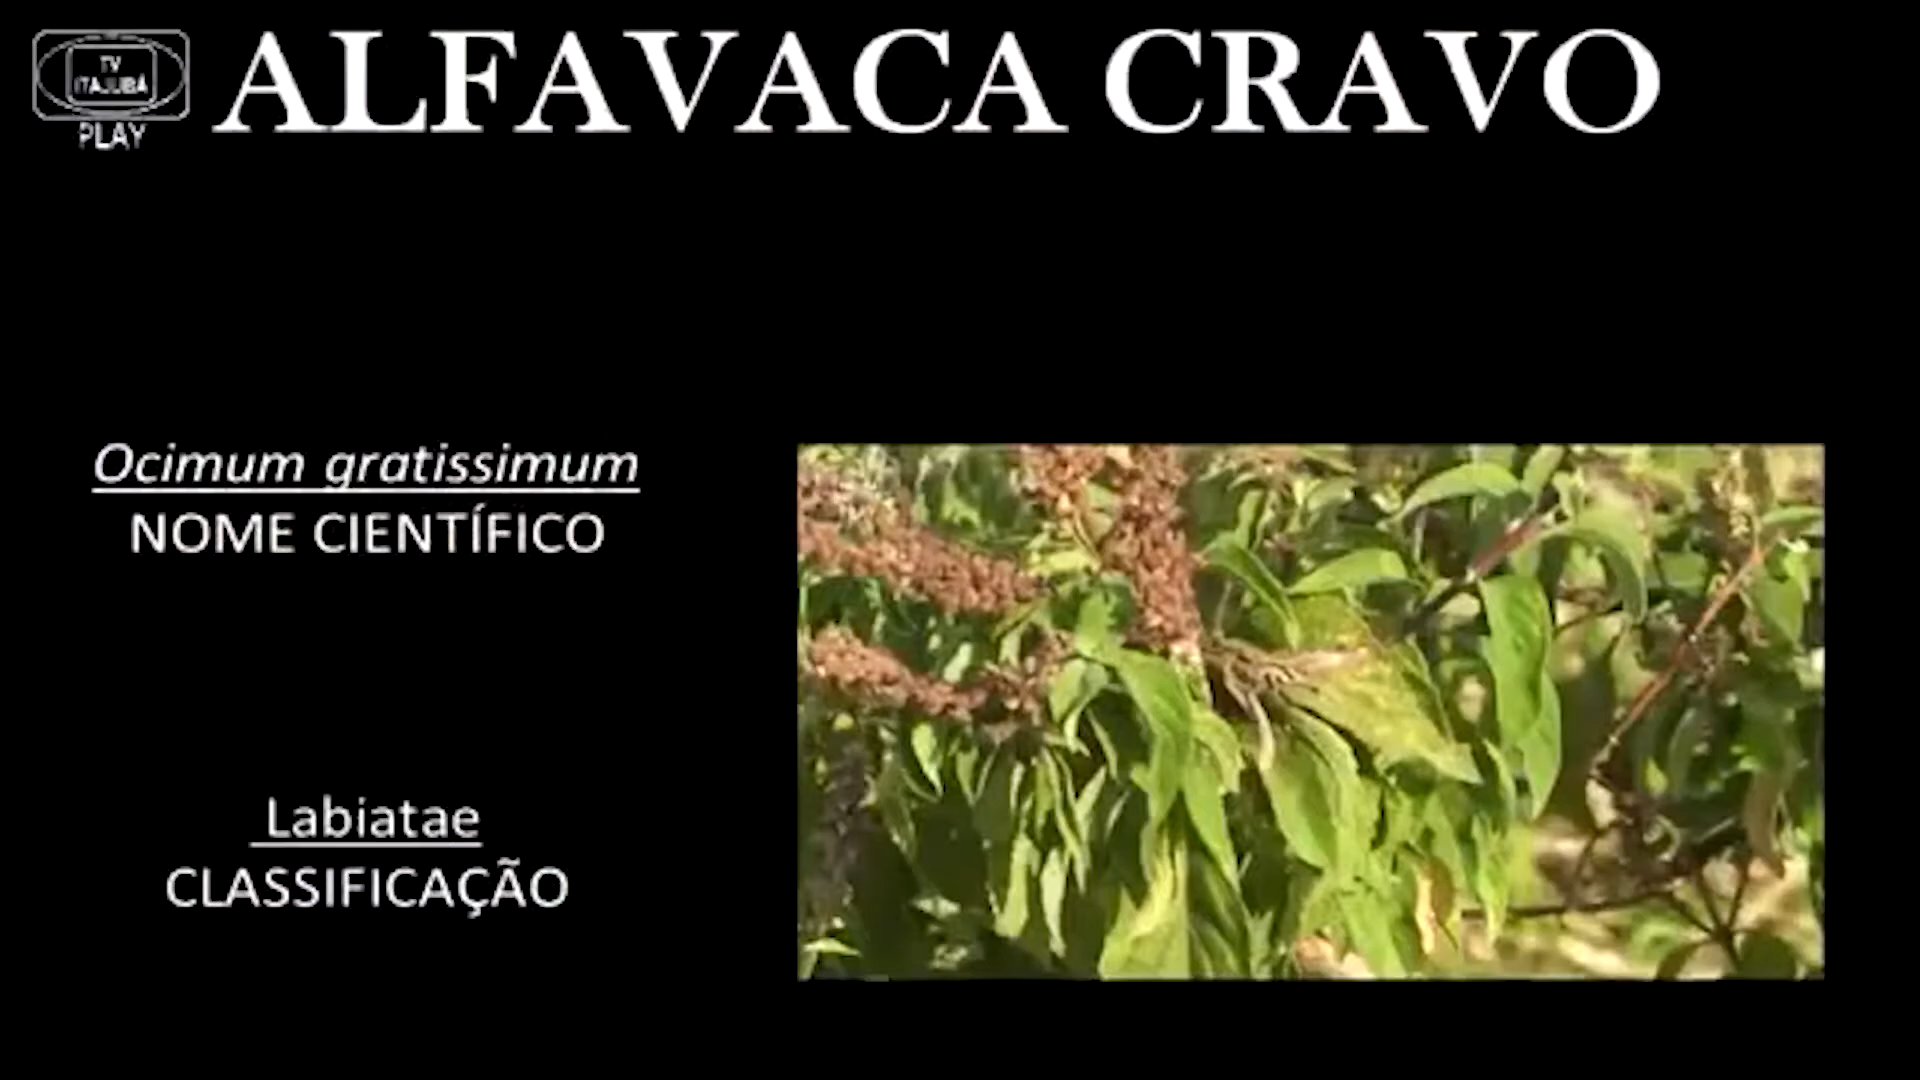 TV
ITAJUBÁ
PLAY
ALFAVACA CRAVO
Ocimum gratissimum
NOME CIENTÍFICO
Labiatae
CLASSIFICAÇÃO